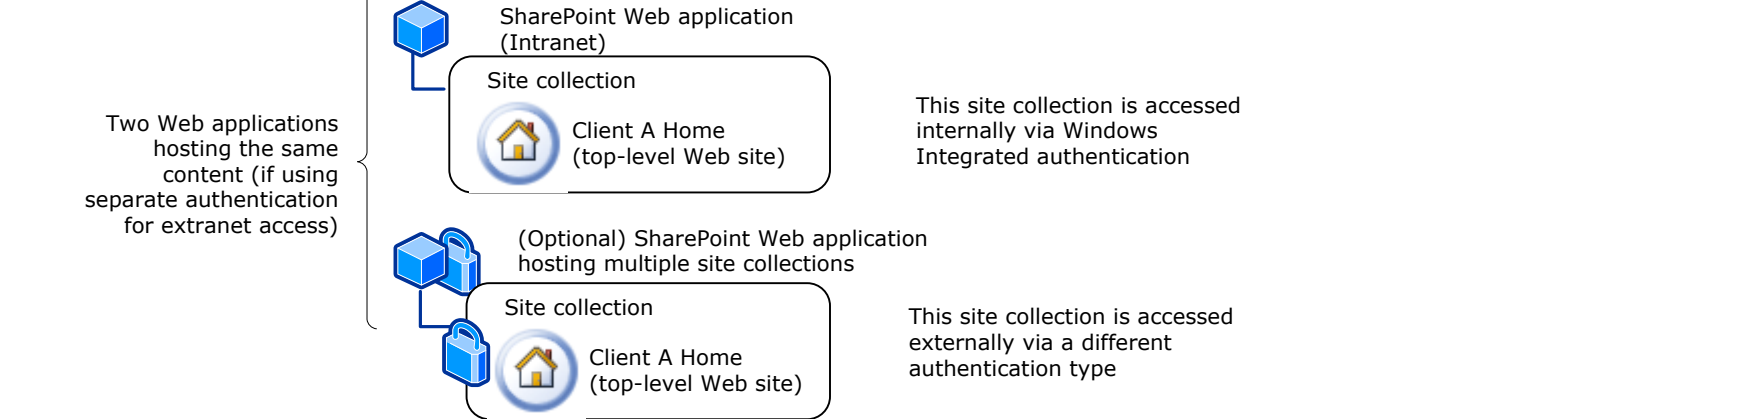 SharePoint Web application
(Intranet)
Site collection
Client A Home
(top-level Web site)
This site collection is accessed
internally via Windows
Integrated authentication
Two Web applications
hosting the same
content (if using
separate authentication
for extranet access)
(Optional) SharePoint Web application
hosting multiple site collections
Site collection
Client A Home
(top-level Web site)
This site collection is accessed
externally via a different
authentication type